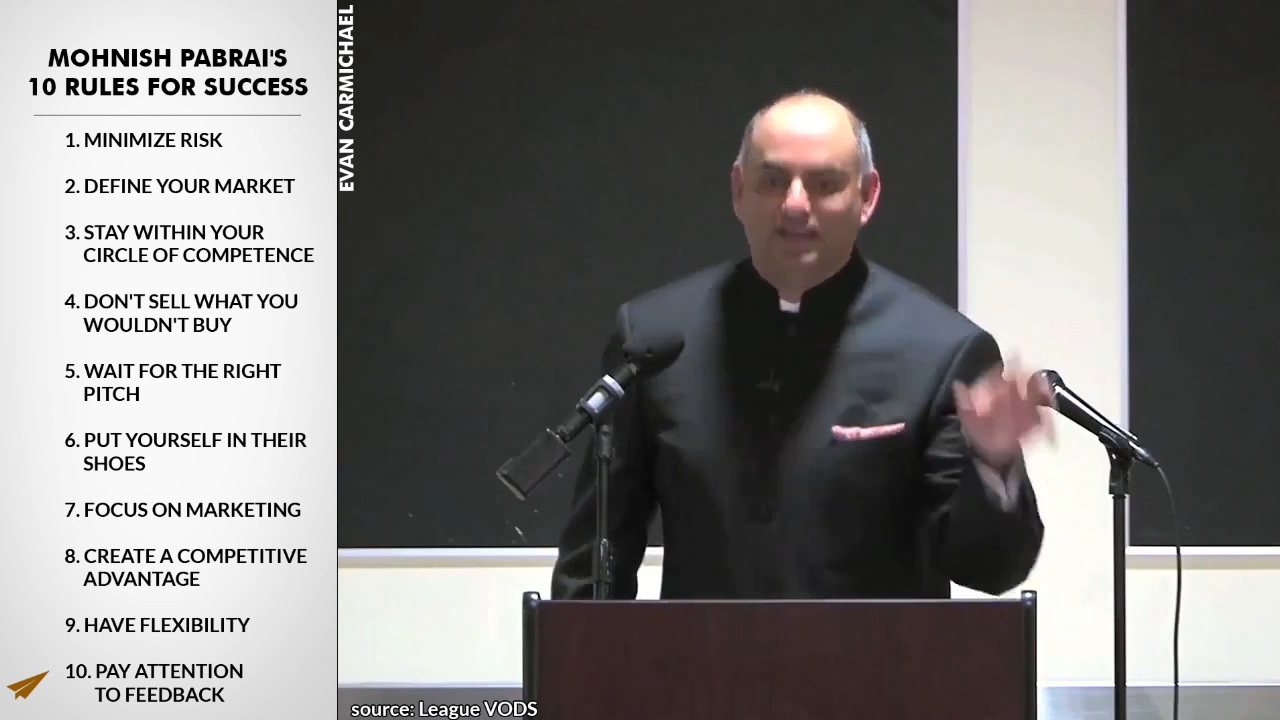 MOHNISH PABRAI'S
10 RULES FOR SUCCESS
1. MINIMIZE RISK
2. DEFINE YOUR MARKET
3. STAY WITHIN YOUR
CIRCLE OF COMPETENCE
4. DON'T SELL WHAT YOU
WOULDN'T BUY
5. WAIT FOR THE RIGHT
PITCH
6. PUT YOURSELF IN THEIR
SHOES
7. FOCUS ON MARKETING
8. CREATE A COMPETITIVE
ADVANTAGE
9. HAVE FLEXIBILITY
10. PAY ATTENTION
TO FEEDBACK
EVAN CARMICHAEL
source: League VODS